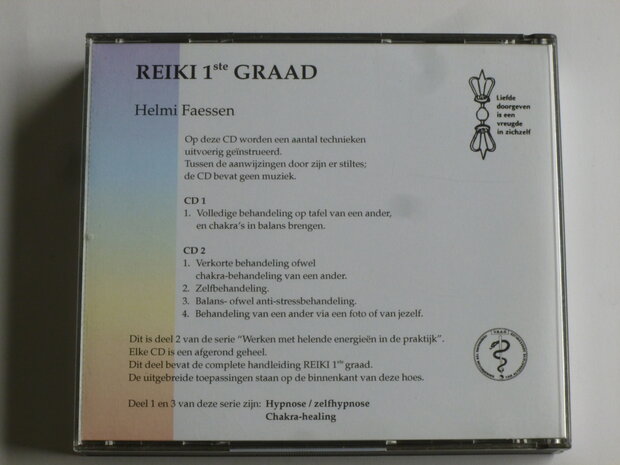 REIKI 1ste GRAAD
Helmi Faessen
Liefde
doorgeven
is een
vreugde
in zichzelf
Op deze CD worden een aantal technieken
uitvoerig geïnstrueerd.
Tussen de aanwijzingen door zijn er stiltes;
de CD bevat geen muziek.
CD 1
1. Volledige behandeling op tafel van een ander,
en chakra's in balans brengen.
CD 2
1. Verkorte behandeling ofwel
chakra-behandeling van een ander.
2. Zelfbehandeling.
3. Balans- ofwel anti-stressbehandeling.
4. Behandeling van een ander via een foto of van jezelf.
Dit is deel 2 van de serie "Werken met helende energieën in de praktijk".
Elke CD is een afgerond geheel.
Dit deel bevat de complete handleiding REIKI 1ste graad.
De uitgebreide toepassingen staan op de binnenkant van deze hoes.
Deel 1 en 3 van deze serie zijn: Hypnose / zelfhypnose
Chakra-healing